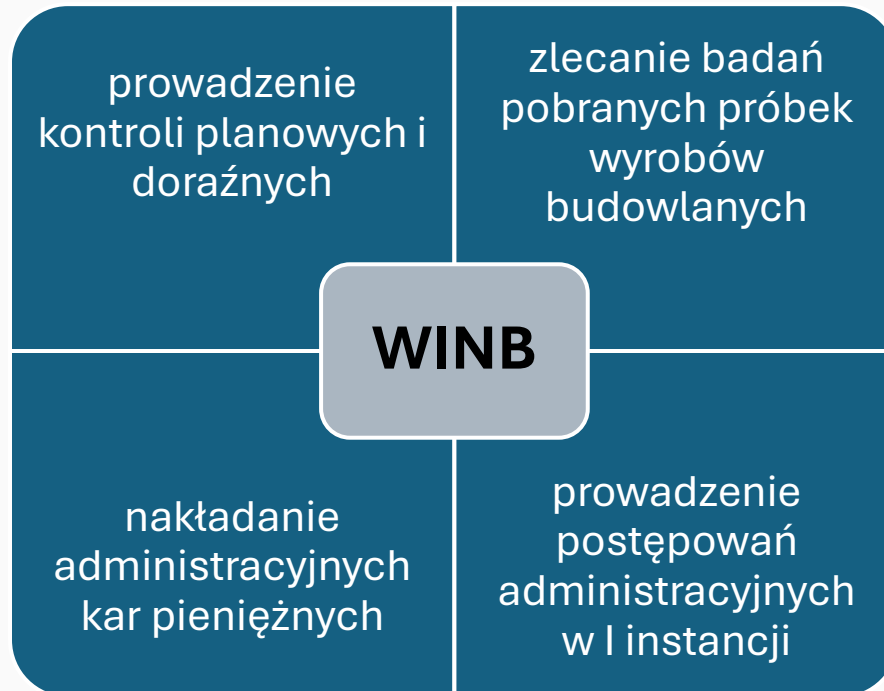 prowadzenie
kontroli planowych i
doraźnych
zlecanie badań
pobranych próbek
wyrobów
budowlanych
WINB
nakładanie
administracyjnych
kar pieniężnych
prowadzenie
postępowań
administracyjnych
w I instancji